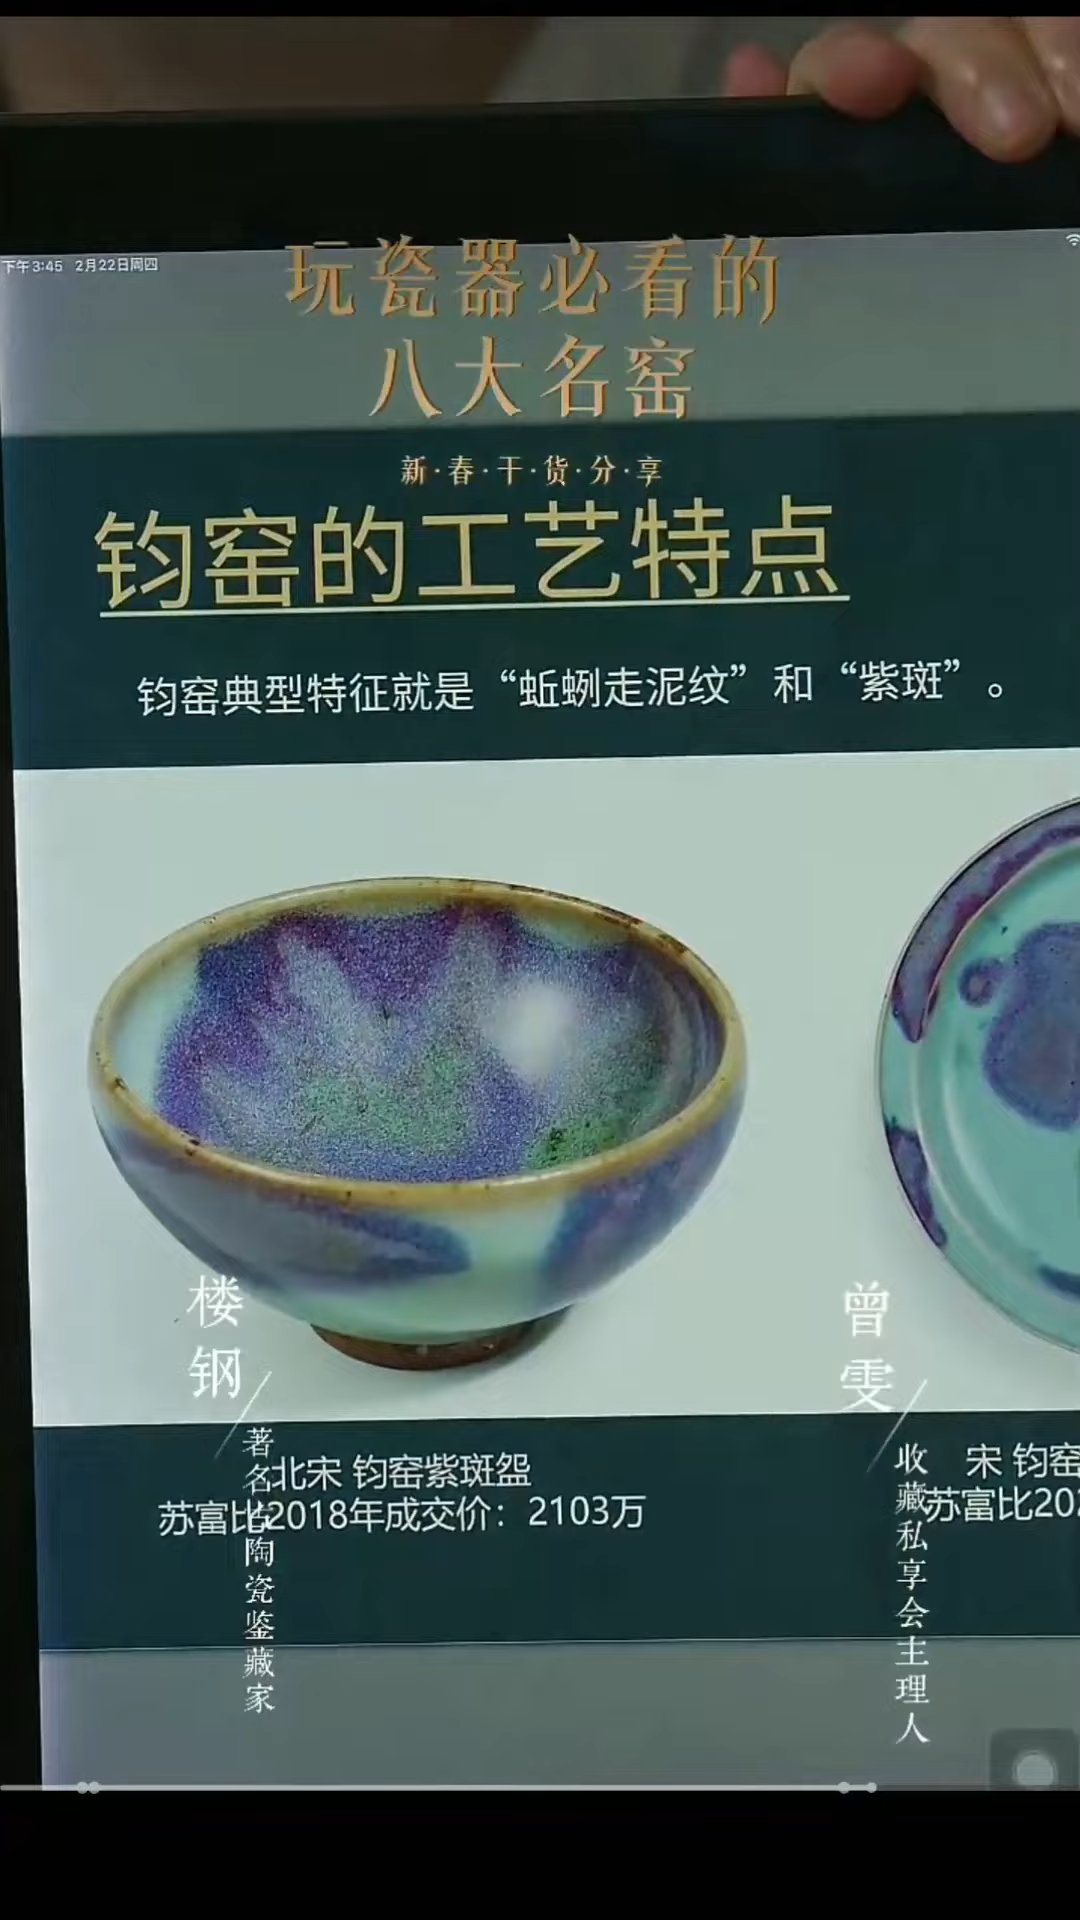 下午3:45 2月22日周四
玩瓷器必看的
八大名窑
新·春·干·货·分·享
钧窑的工艺特点
钧窑典型特征就是“蚯蚓走泥纹”和“紫斑”。
楼钢
著名古陶瓷鉴藏家
曾雯
收藏私享会主理人
北宋 钧窑紫斑盌
苏富比2018年成交价：2103万
宋 钧窑
苏富比202